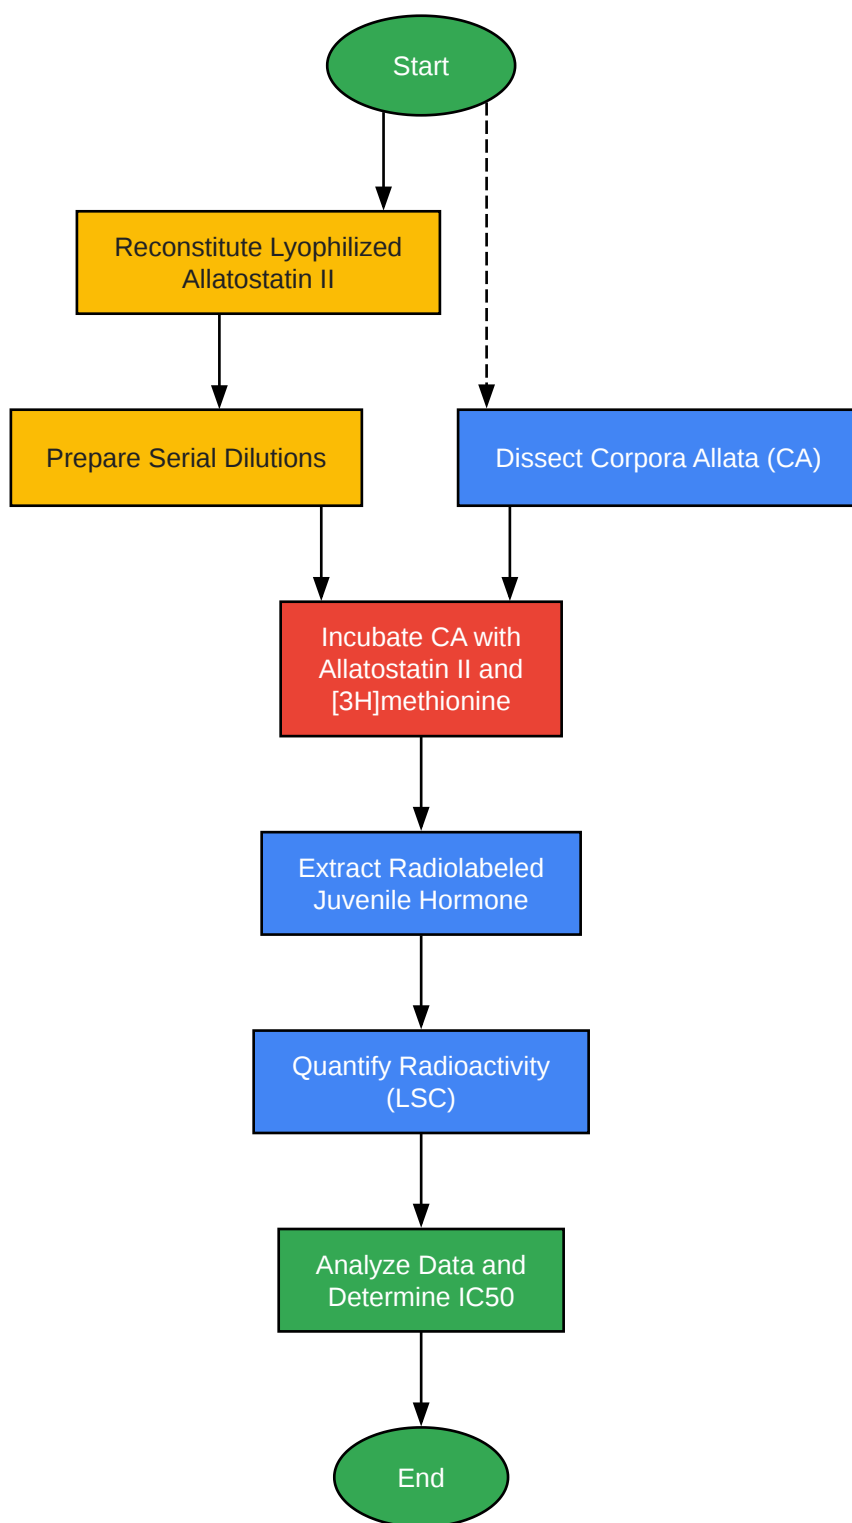 Start
Reconstitute Lyophilized
Allatostatin II
Prepare Serial Dilutions
Dissect Corpora Allata (CA)
Incubate CA with
Allatostatin II and
[3H]methionine
Extract Radiolabeled
Juvenile Hormone
Quantify Radioactivity
(LSC)
Analyze Data and
Determine IC50
End